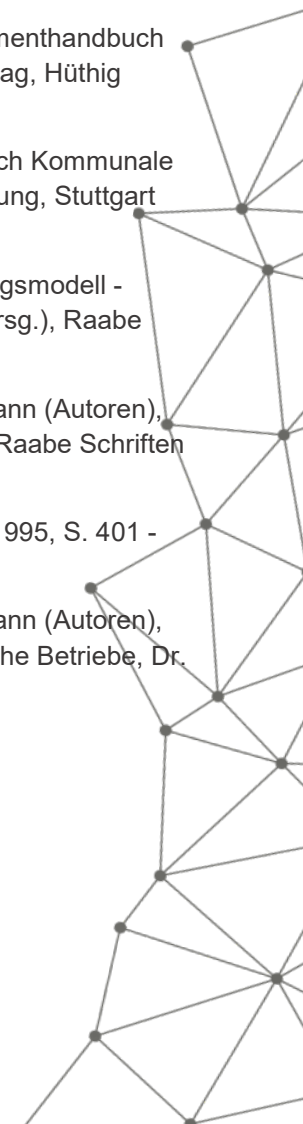 menthandbuch
ag, Hüthig
ch Kommunale
ung, Stuttgart
gsmodell -
rsg.), Raabe
ann (Autoren),
Raabe Schriften
995, S. 401 -
ann (Autoren),
he Betriebe, Dr.